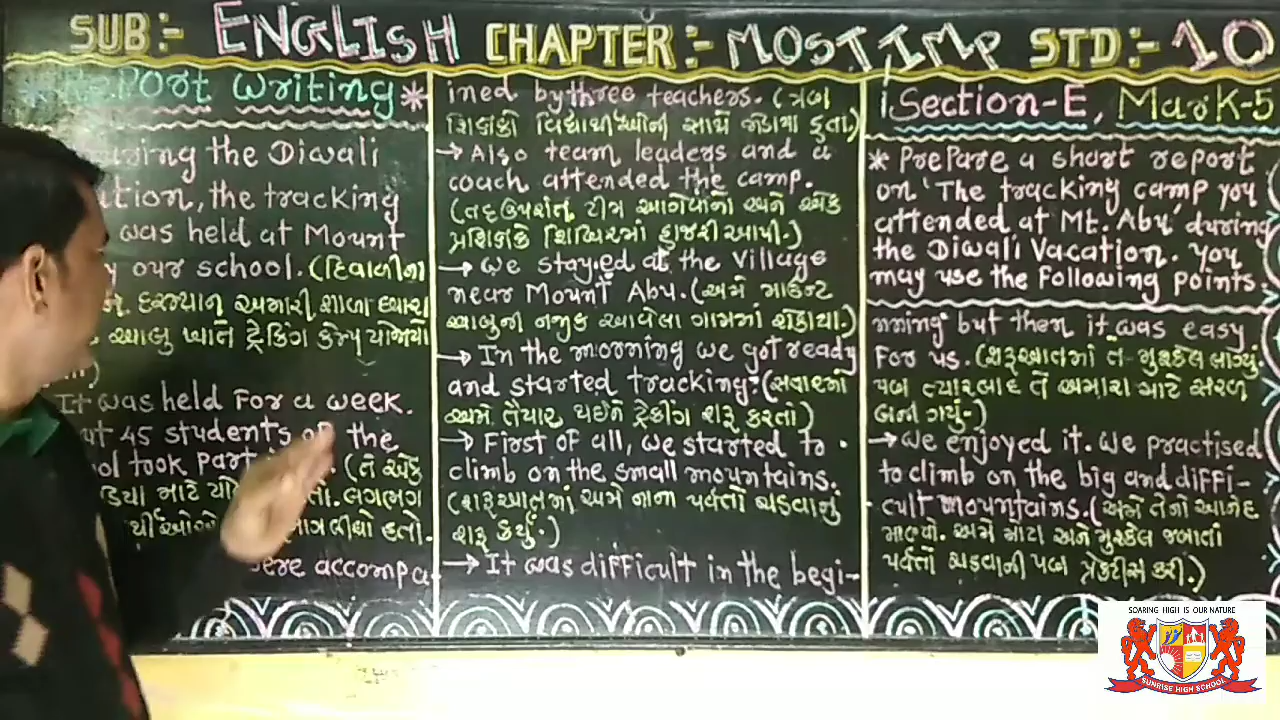 SUB:- ENGLISH CHAPTER:- MOST, IMP STD:- 10
Report Writing *
the Diwali
the tracking
was held at Mount
our school. (દિવાળીના
દરમ્યાન અમારી શાળા દ્વારા
આબુ ખાતે ટ્રેકિંગ કેમ્પ યોજાયો
It was held For a week.
45 students of the
took part (તે એક
માટે લગભગ
લીધો હતો.
were accompa-
ined by three teachers. (ત્રણ
શિક્ષકો વિદ્યાર્થીઓની સાથે જોડાયા હતા.)
→ Also team leaders and a
coach attended the camp.
(તદ્ઉપરાંત, ટીમ આગેવાનો અને એક
પ્રશિક્ષકે શિબિરમાં હાજરી આપી.)
→ We stayed at the village
near Mount Abu. (અમે માઉન્ટ
આબુની નજીક આવેલા ગામમાં રોકાયા.)
→ In the morning we got ready
and started tracking. (સવારમાં
અમે તૈયાર થઈને ટ્રેકીંગ શરૂ કરતાં)
→ First of all, we started to
climb on the small mountains.
(શરૂઆતમાં અમે નાના પર્વતો ચડવાનું
શરૂ કર્યું.)
→ It was difficult in the begi-
Section-E, Mark-5
* Prepare a short report
on 'The tracking camp you
attended at Mt. Abu' during
the Diwali Vacation. You
may use the Following points.
nning but then it was easy
For us. (શરૂઆતમાં તે મુશ્કેલ લાગ્યું.
પણ ત્યારબાદ તે અમારા માટે સરળ
બની ગયું.)
→ We enjoyed it. We practised
to climb on the big and diffi-
cult mountains. (અમે તેનો આનંદ
માણ્યો. અમે મોટા અને મુશ્કેલ જણાતાં
પર્વતો ચડવાની પણ પ્રેક્ટીસ કરી.)
SOARING HIGH IS OUR NATURE
SUNRISE HIGH SCHOOL